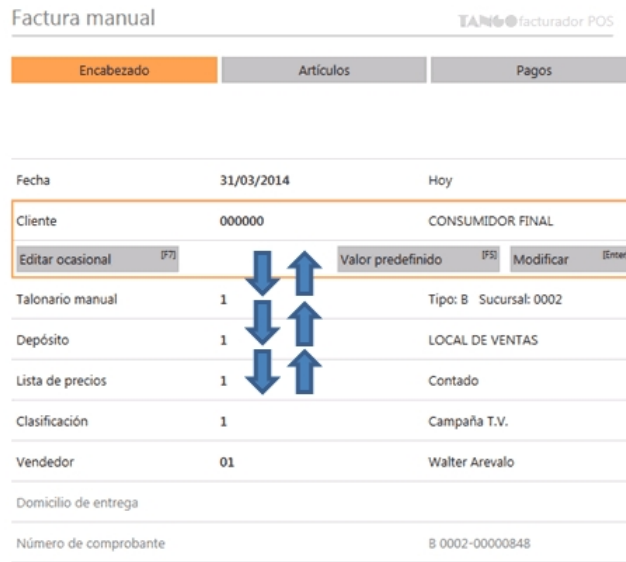 Factura manual TANGO facturador POS
Encabezado Artículos Pagos
Fecha 31/03/2014 Hoy
Cliente 000000 CONSUMIDOR FINAL
Editar ocasional [F7] Valor predefinido [F5] Modificar [Enter
Talonario manual 1 Tipo: B Sucursal: 0002
Depósito 1 LOCAL DE VENTAS
Lista de precios 1 Contado
Clasificación 1 Campaña T.V.
Vendedor 01 Walter Arevalo
Domicilio de entrega
Número de comprobante B 0002-00000848